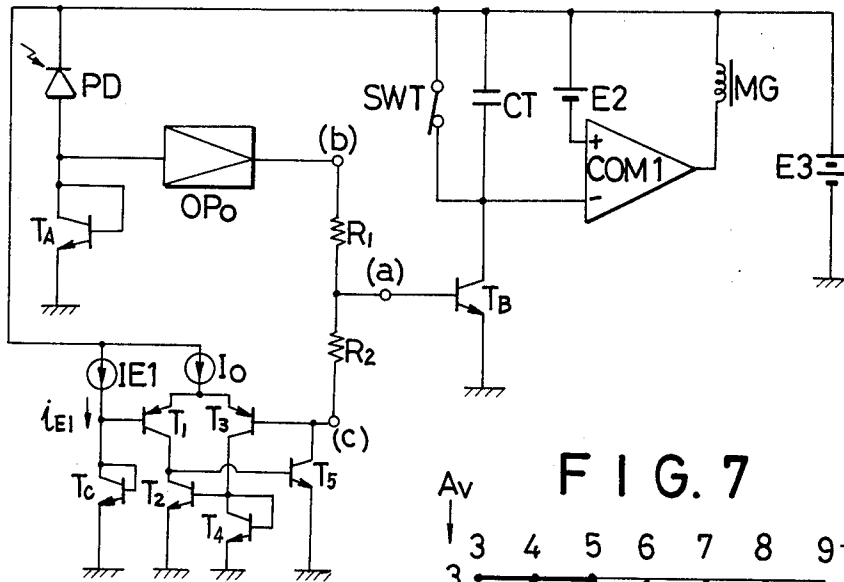 PD
SWT
CT
E2
MG
+
COM1
-
E3
(b)
OPo
TA
R1
(a)
TB
R2
IE1
Io
iE1
T1
T3
(c)
T5
Tc
T2
T4
FIG. 7
Av
3 4 5 6 7 8 9
3